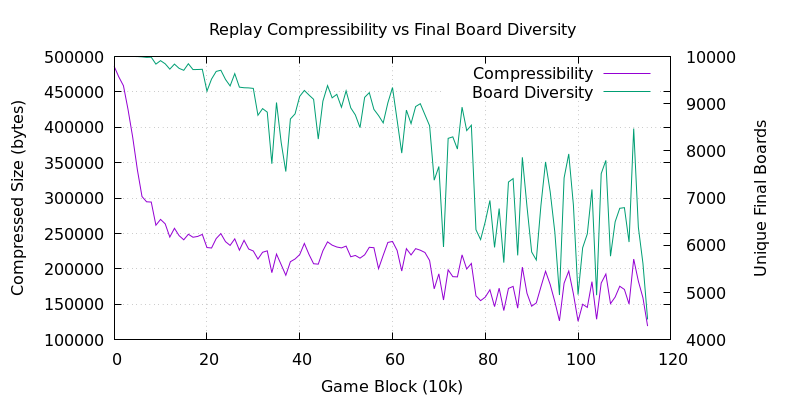 Replay Compressibility vs Final Board Diversity
Compressed Size (bytes)
500000
450000
400000
350000
300000
250000
200000
150000
100000
Compressibility
Board Diversity
10000
9000
8000
7000
6000
5000
4000
Unique Final Boards
0 20 40 60 80 100 120
Game Block (10k)